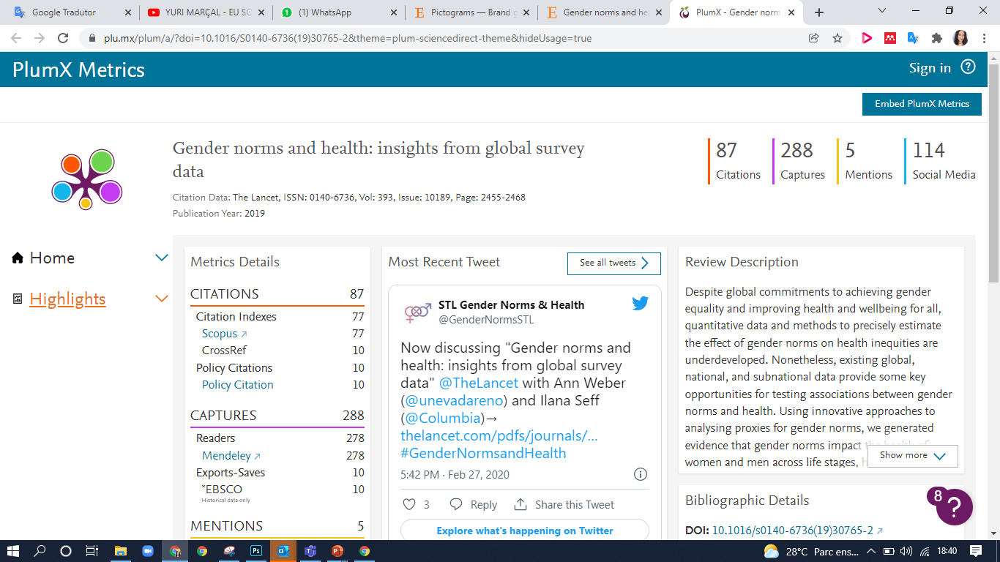 Google Tradutor
YURI MARÇAL - EU SO
(1) WhatsApp
Pictograms — Brand g
Gender norms and he
PlumX - Gender norm
plu.mx/plum/a/?doi=10.1016/S0140-6736(19)30765-2&theme=plum-sciencedirect-theme&hideUsage=true
PlumX Metrics
Sign in
Embed PlumX Metrics
Gender norms and health: insights from global survey
data
Citation Data: The Lancet, ISSN: 0140-6736, Vol: 393, Issue: 10189, Page: 2455-2468
Publication Year: 2019
87
Citations
288
Captures
5
Mentions
114
Social Media
Home
Highlights
Metrics Details
CITATIONS 87
Citation Indexes 77
Scopus 77
CrossRef 10
Policy Citations 10
Policy Citation 10
CAPTURES 288
Readers 278
Mendeley 278
Exports-Saves 10
*EBSCO 10
Historical data only
MENTIONS 5
Most Recent Tweet
See all tweets
STL Gender Norms & Health
@GenderNormsSTL
Now discussing "Gender norms and
health: insights from global survey
data" @TheLancet with Ann Weber
(@unevadareno) and Ilana Seff
(@Columbia)→
thelancet.com/pdfs/journals/...
#GenderNormsandHealth
5:42 PM · Feb 27, 2020
3 Reply Share this Tweet
Explore what's happening on Twitter
Review Description
Despite global commitments to achieving gender
equality and improving health and wellbeing for all,
quantitative data and methods to precisely estimate
the effect of gender norms on health inequities are
underdeveloped. Nonetheless, existing global,
national, and subnational data provide some key
opportunities for testing associations between gender
norms and health. Using innovative approaches to
analysing proxies for gender norms, we generated
evidence that gender norms impact the health of
women and men across life stages,
Show more
Bibliographic Details
DOI: 10.1016/s0140-6736(19)30765-2
8
?
28°C Parc ens...
18:40